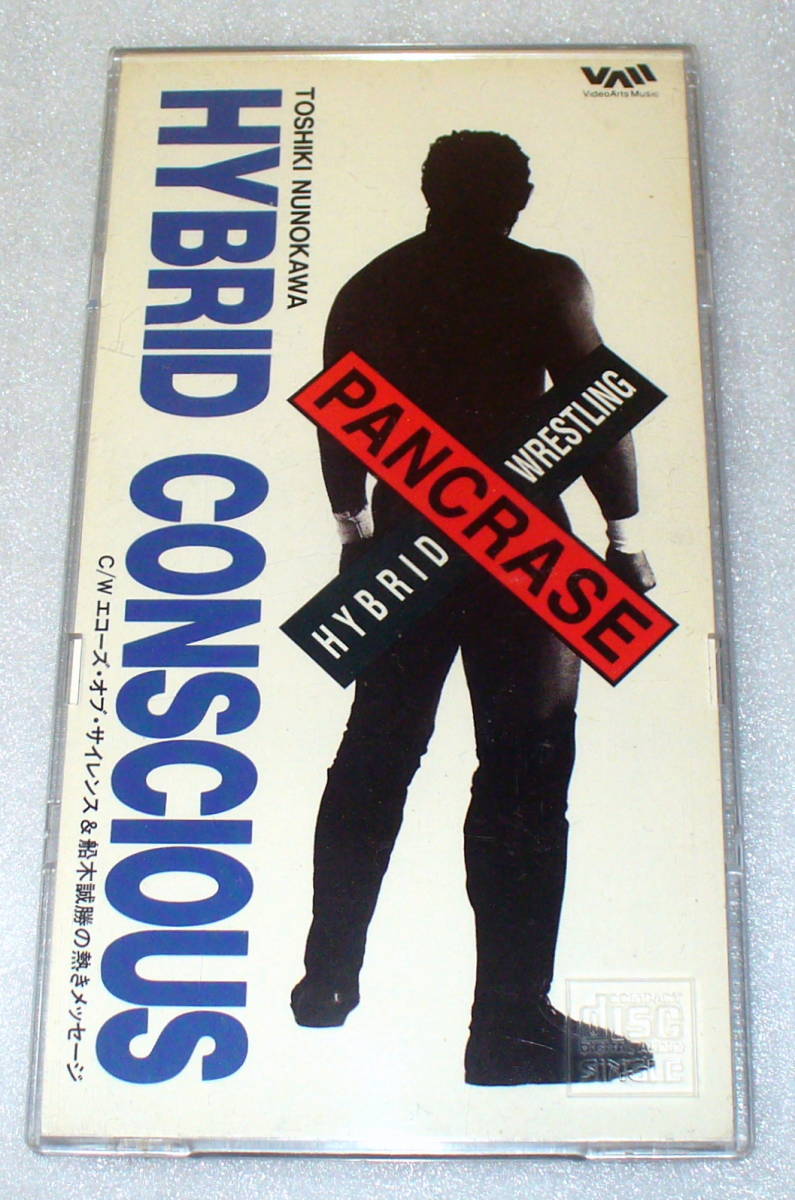 VAM
VideoArts Music
TOSHIKI NUNOKAWA
HYBRID CONSCIOUS
C/W エコーズ・オブ・サイレンス&船木誠勝の熱きメッセージ
PANCRASE
HYBRID WRESTLING
COMPACT
disc
DIGITAL AUDIO
SINGLE